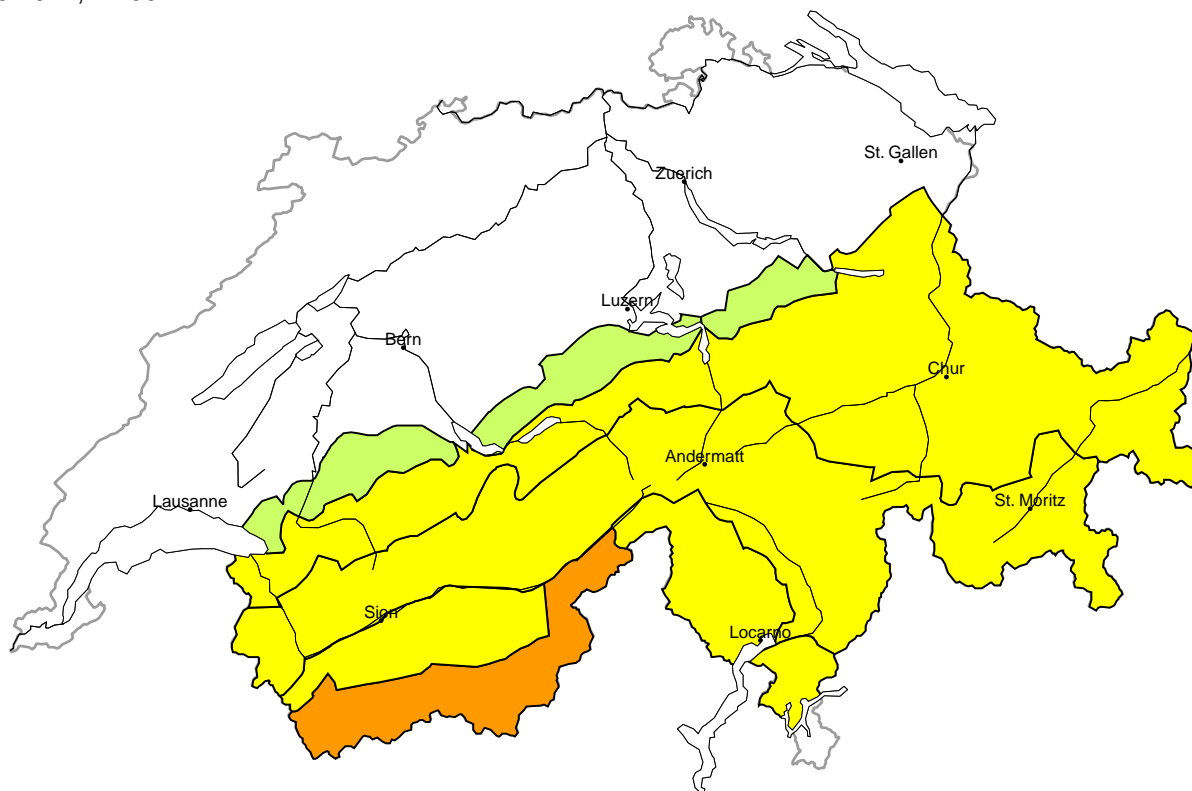 St. Gallen
Zuerich
Luzern
Bern
Chur
Andermatt
Lausanne
St. Moritz
Sion
Locarno